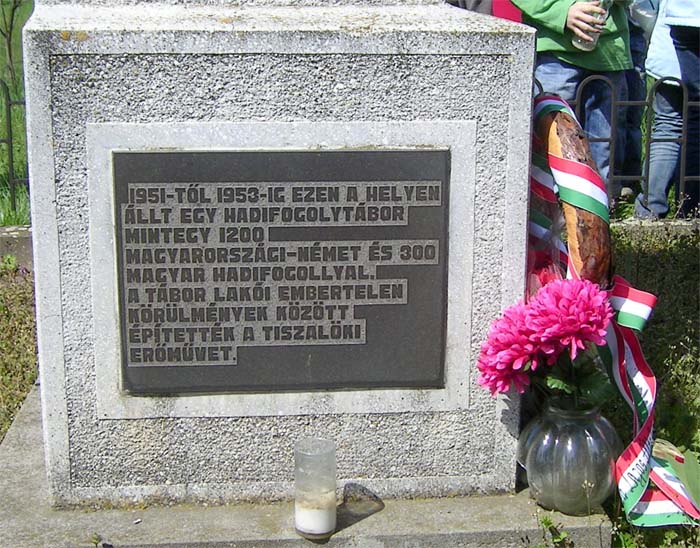 1951-TŐL 1953-IG EZEN A HELYEN
ÁLLT EGY HADIFOGOLYTÁBOR
MINTEGY 1200
MAGYARORSZÁGI-NÉMET ÉS 300
MAGYAR HADIFOGOLLYAL.
A TÁBOR LAKÓI EMBERTELEN
KÖRÜLMÉNYEK KÖZÖTT
ÉPÍTETTÉK A TISZALÖKI
ERŐMŰVET.